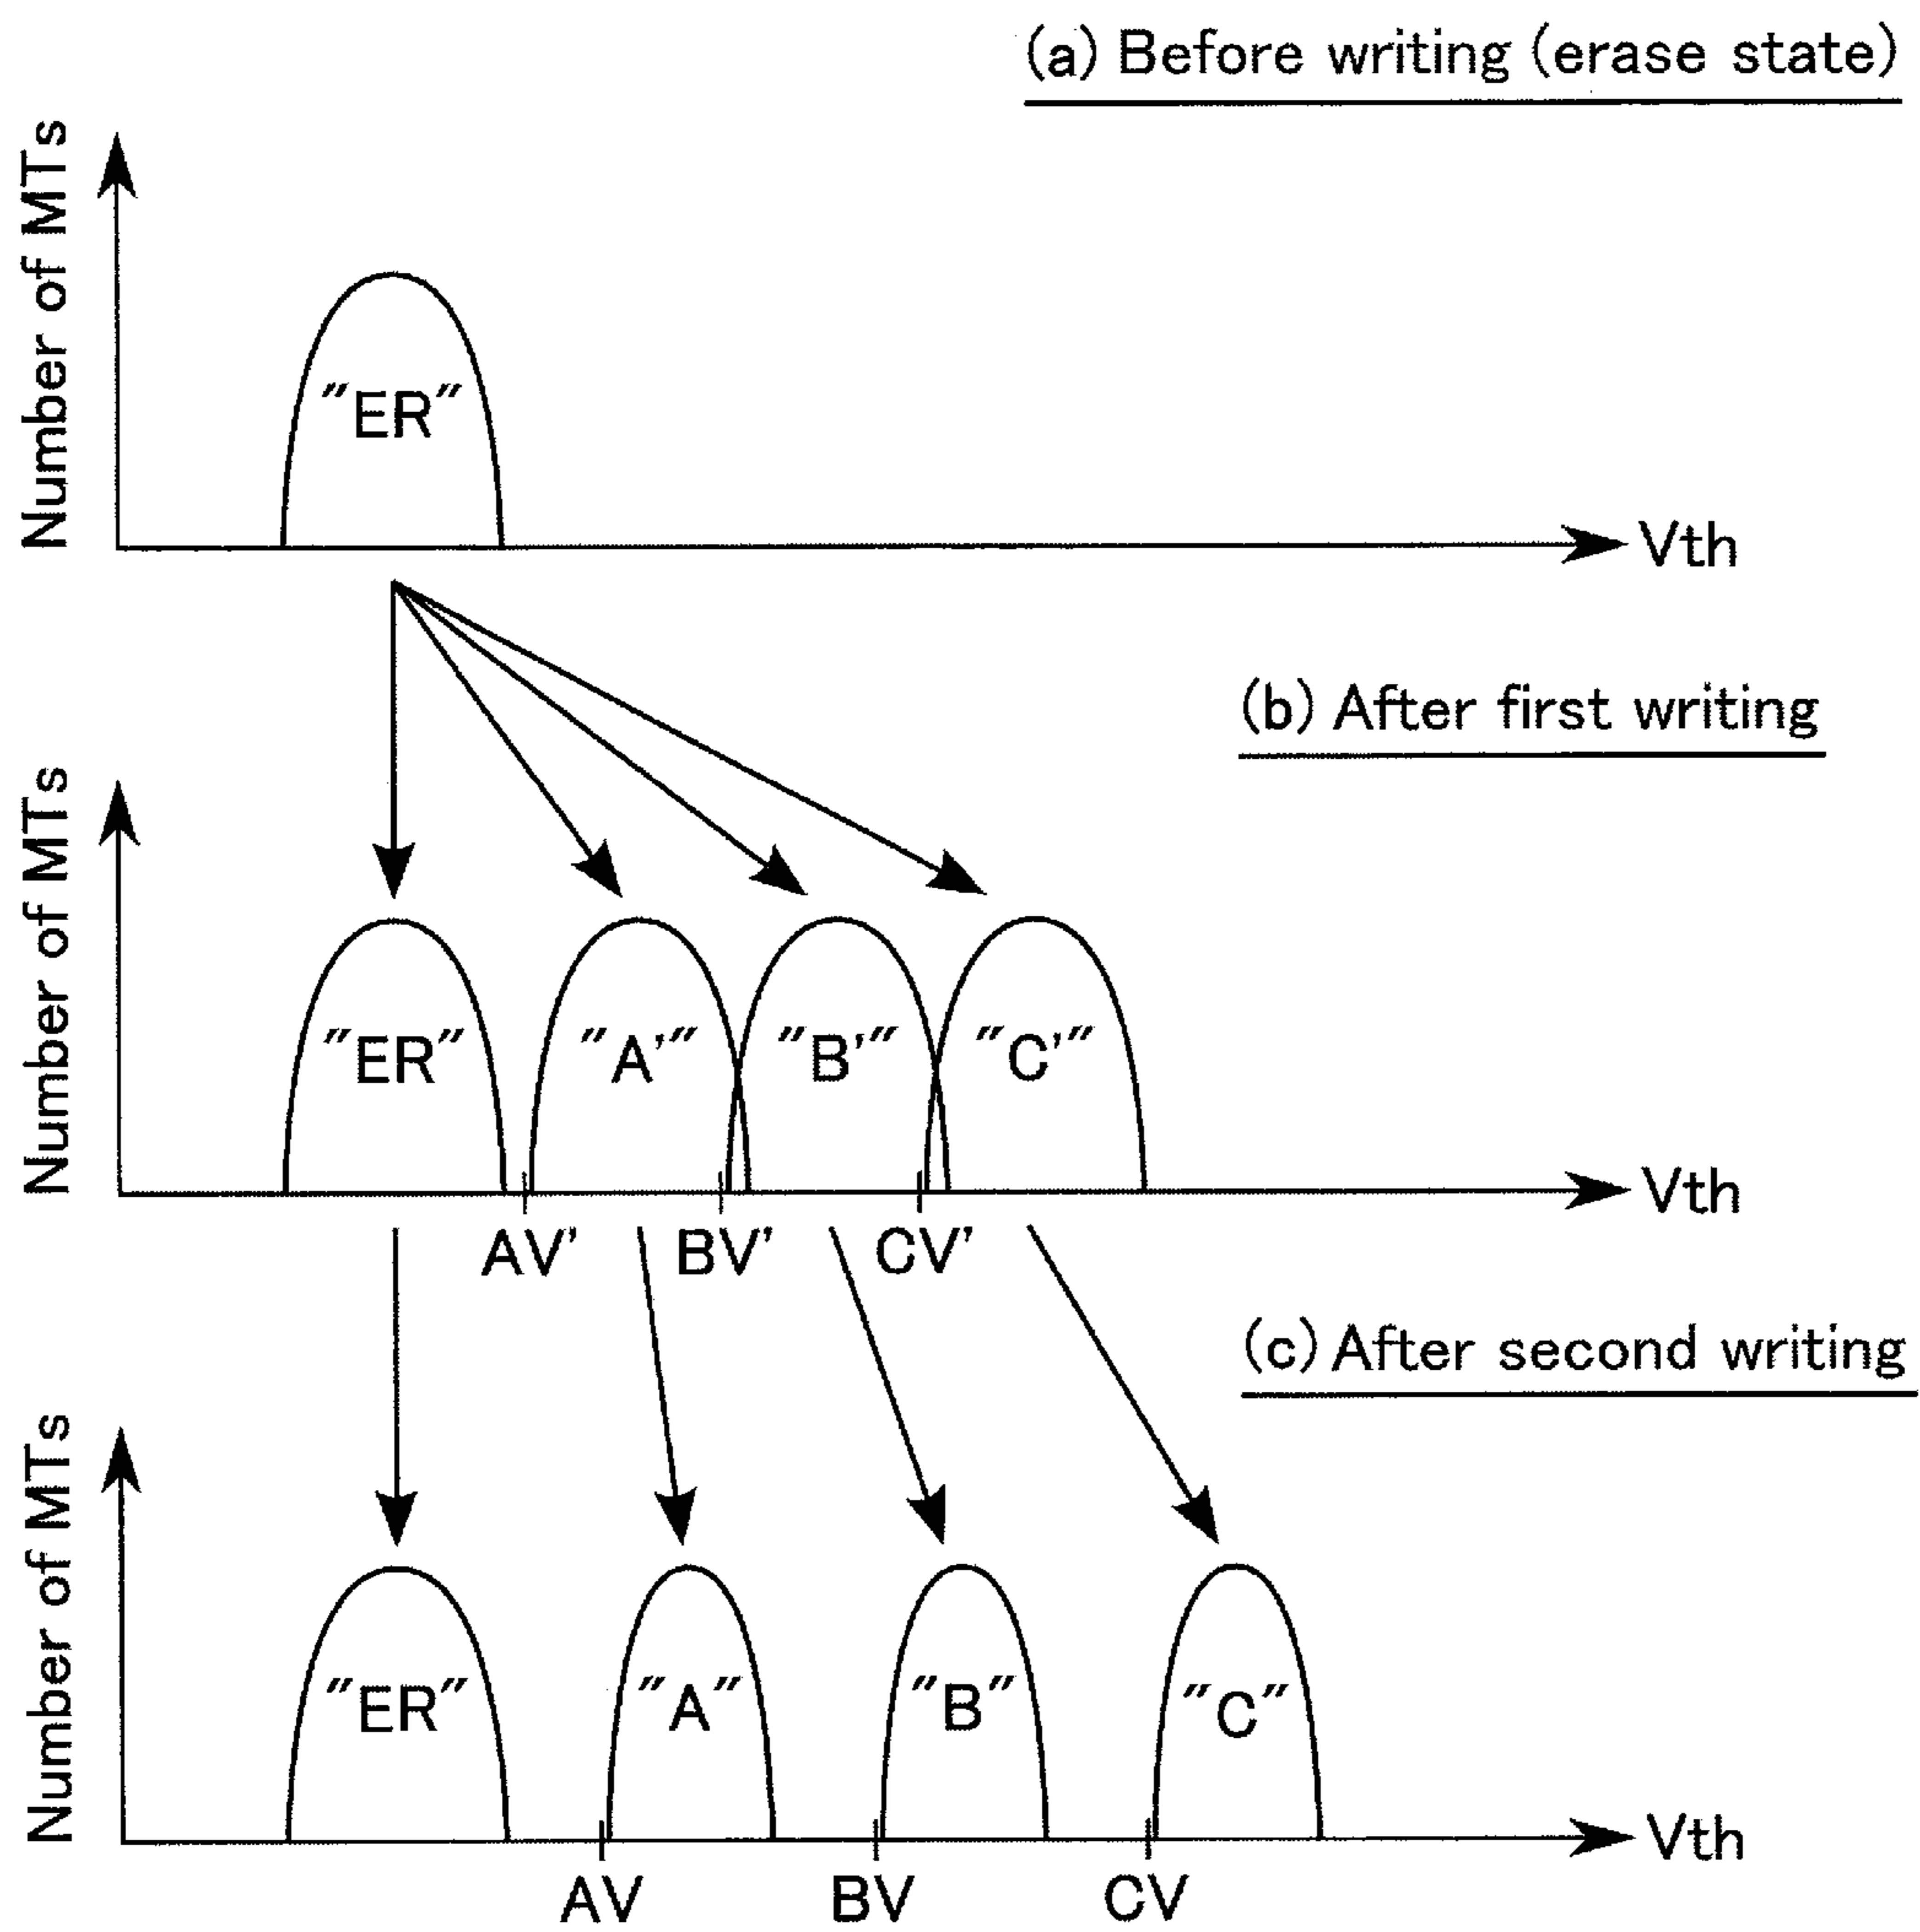 (a) Before writing (erase state)
Number of MTs
"ER"
Vth
(b) After first writing
Number of MTs
"ER" "A'" "B'" "C'"
Vth
AV' BV' CV'
(c) After second writing
Number of MTs
"ER" "A" "B" "C"
Vth
AV BV CV